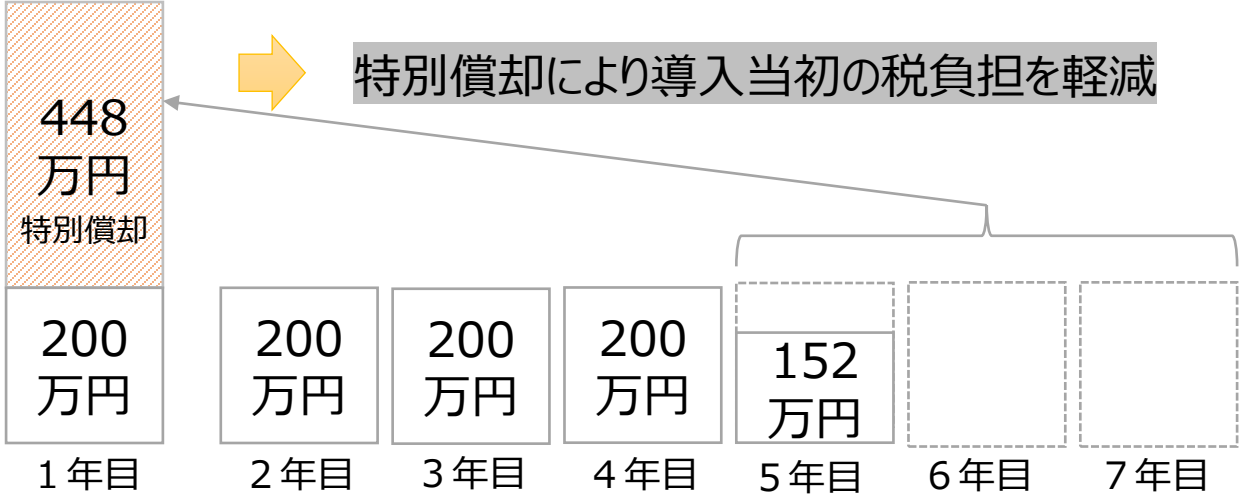 特別償却により導入当初の税負担を軽減
448
万円
特別償却
200
万円
200
万円
200
万円
200
万円
152
万円
1年目
2年目
3年目
4年目
5年目
6年目
7年目